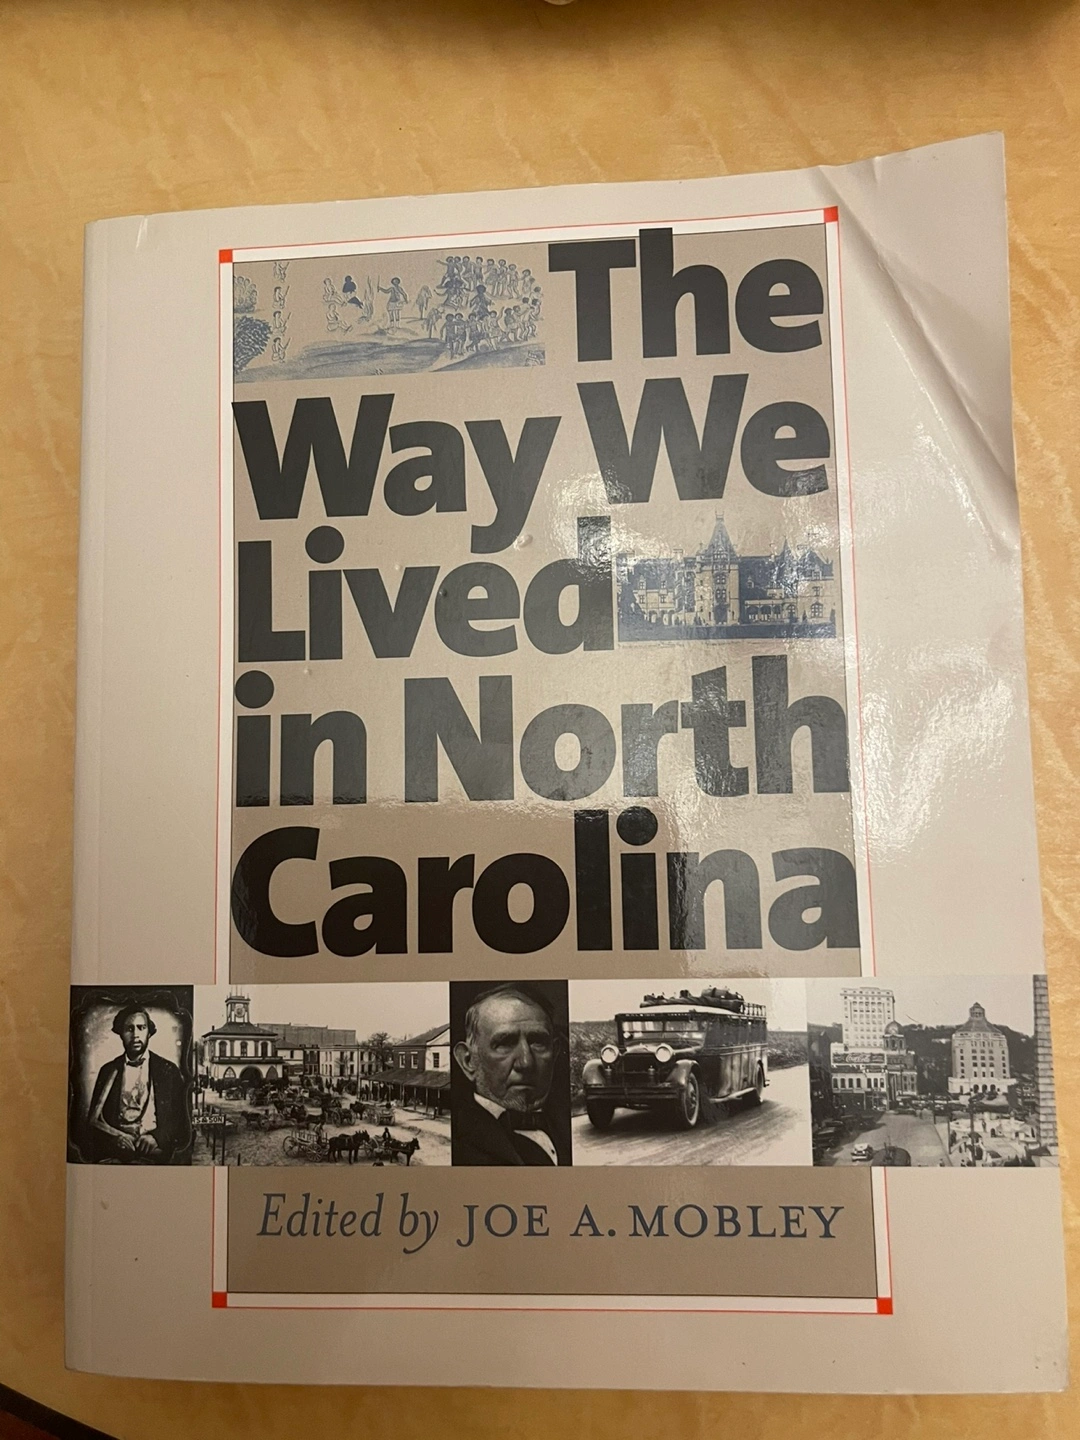 The
Way We
Lived
in North
Carolina
Edited by JOE A. MOBLEY